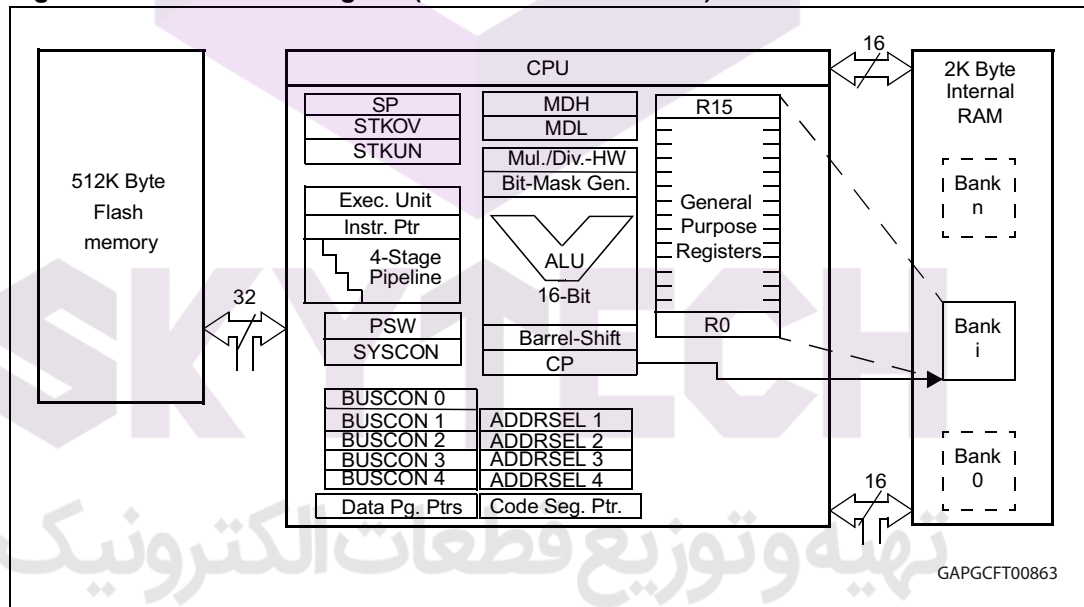 CPU
512K Byte
Flash
memory
32
SP
STKOV
STKUN
Exec. Unit
Instr. Ptr
4-Stage
Pipeline
PSW
SYSCON
BUSCON 0
BUSCON 1
BUSCON 2
BUSCON 3
BUSCON 4
ADDRSEL 1
ADDRSEL 2
ADDRSEL 3
ADDRSEL 4
Data Pg. Ptrs
Code Seg. Ptr.
MDH
MDL
Mul./Div.-HW
Bit-Mask Gen.
ALU
16-Bit
Barrel-Shift
CP
R15
General
Purpose
Registers
R0
16
16
2K Byte
Internal
RAM
Bank
n
Bank
i
Bank
0
GAPGCFT00863
SKYTECH
تهیه و توزیع قطعات الکترونیک